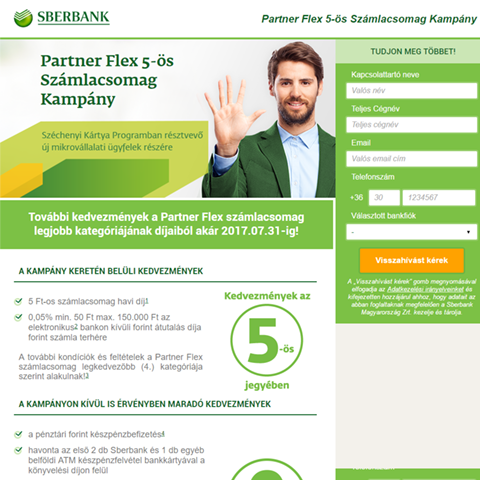 SBERBANK
Partner Flex 5-ös Számlacsomag Kampány
Partner Flex 5-ös
Számlacsomag
Kampány
Széchenyi Kártya Programban résztvevő
új mikrovállalati ügyfelek részére
További kedvezmények a Partner Flex számlacsomag
legjobb kategóriájának díjaiból akár 2017.07.31-ig!
A KAMPÁNY KERETÉN BELÜLI KEDVEZMÉNYEK
5 Ft-os számlacsomag havi díj1
0,05% min. 50 Ft max. 150.000 Ft az
elektronikus2 bankon kívüli forint átutalás díja
forint számla terhére
A további kondíciós és feltételek a Partner Flex
számlacsomag legkedvezőbb (4.) kategóriája
szerint alakulnak!3
Kedvezmények az
5-ös
jegyében
A KAMPÁNYON KÍVÜL IS ÉRVÉNYBEN MARADÓ KEDVEZMÉNYEK
a pénztári forint készpénzbefizetés4
havonta az első 2 db Sberbank és 1 db egyéb
belföldi ATM készpénzfelvétel bankkártyával a
könyvelési díjon felül
TUDJON MEG TÖBBET!
Kapcsolattartó neve
Valós név
Teljes Cégnév
Teljes cégnév
Email
Valós email cím
Telefonszám
+36 30 1234567
Választott bankfiók
-
Visszahívást kérek
A „Visszahívást kérek" gomb megnyomásával
elfogadja az Adatkezelési irányelveinket és
kifejezetten hozzájárul ahhoz, hogy adatait az
abban foglaltaknak megfelelően a Sberbank
Magyarország Zrt. kezelje és tárolja.